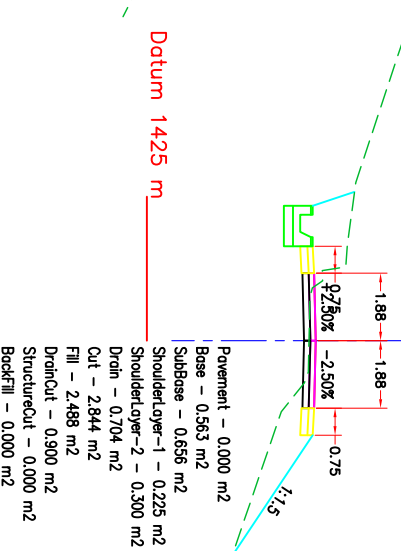 Datum 1425 m
1.88
1.88
0.75
+2.50%
-2.50%
0.75
1:1.5
Pavement - 0.000 m2
Base - 0.563 m2
SubBase - 0.656 m2
ShoulderLayer-1 - 0.225 m2
ShoulderLayer-2 - 0.300 m2
Drain - 0.704 m2
Cut - 2.844 m2
Fill - 2.488 m2
DrainCut - 0.900 m2
StructureCut - 0.000 m2
BackFill - 0.000 m2